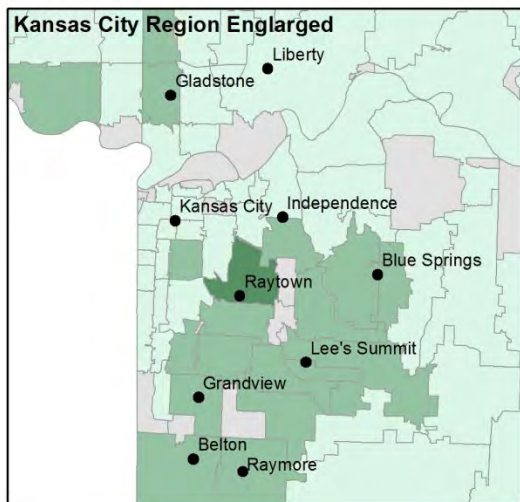 Kansas City Region Englarged
Liberty
Gladstone
Independence
Kansas City
Blue Springs
Raytown
Lee's Summit
Grandview
Belton
Raymore